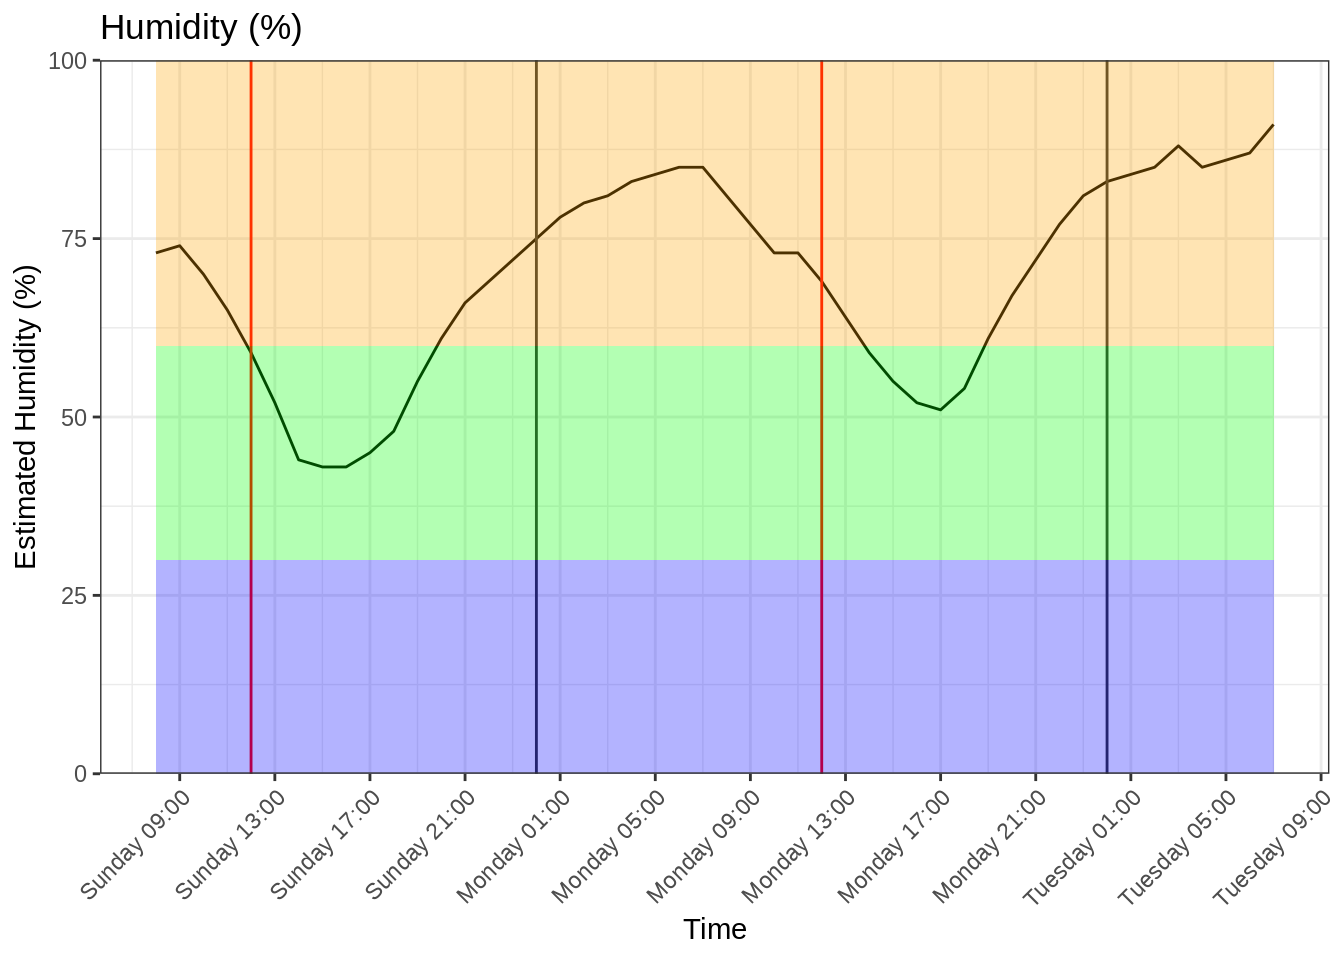 Humidity (%)
100
75
50
25
0
Estimated Humidity (%)
Sunday 09:00
Sunday 13:00
Sunday 17:00
Sunday 21:00
Monday 01:00
Monday 05:00
Monday 09:00
Monday 13:00
Monday 17:00
Monday 21:00
Tuesday 01:00
Tuesday 05:00
Tuesday 09:00
Time